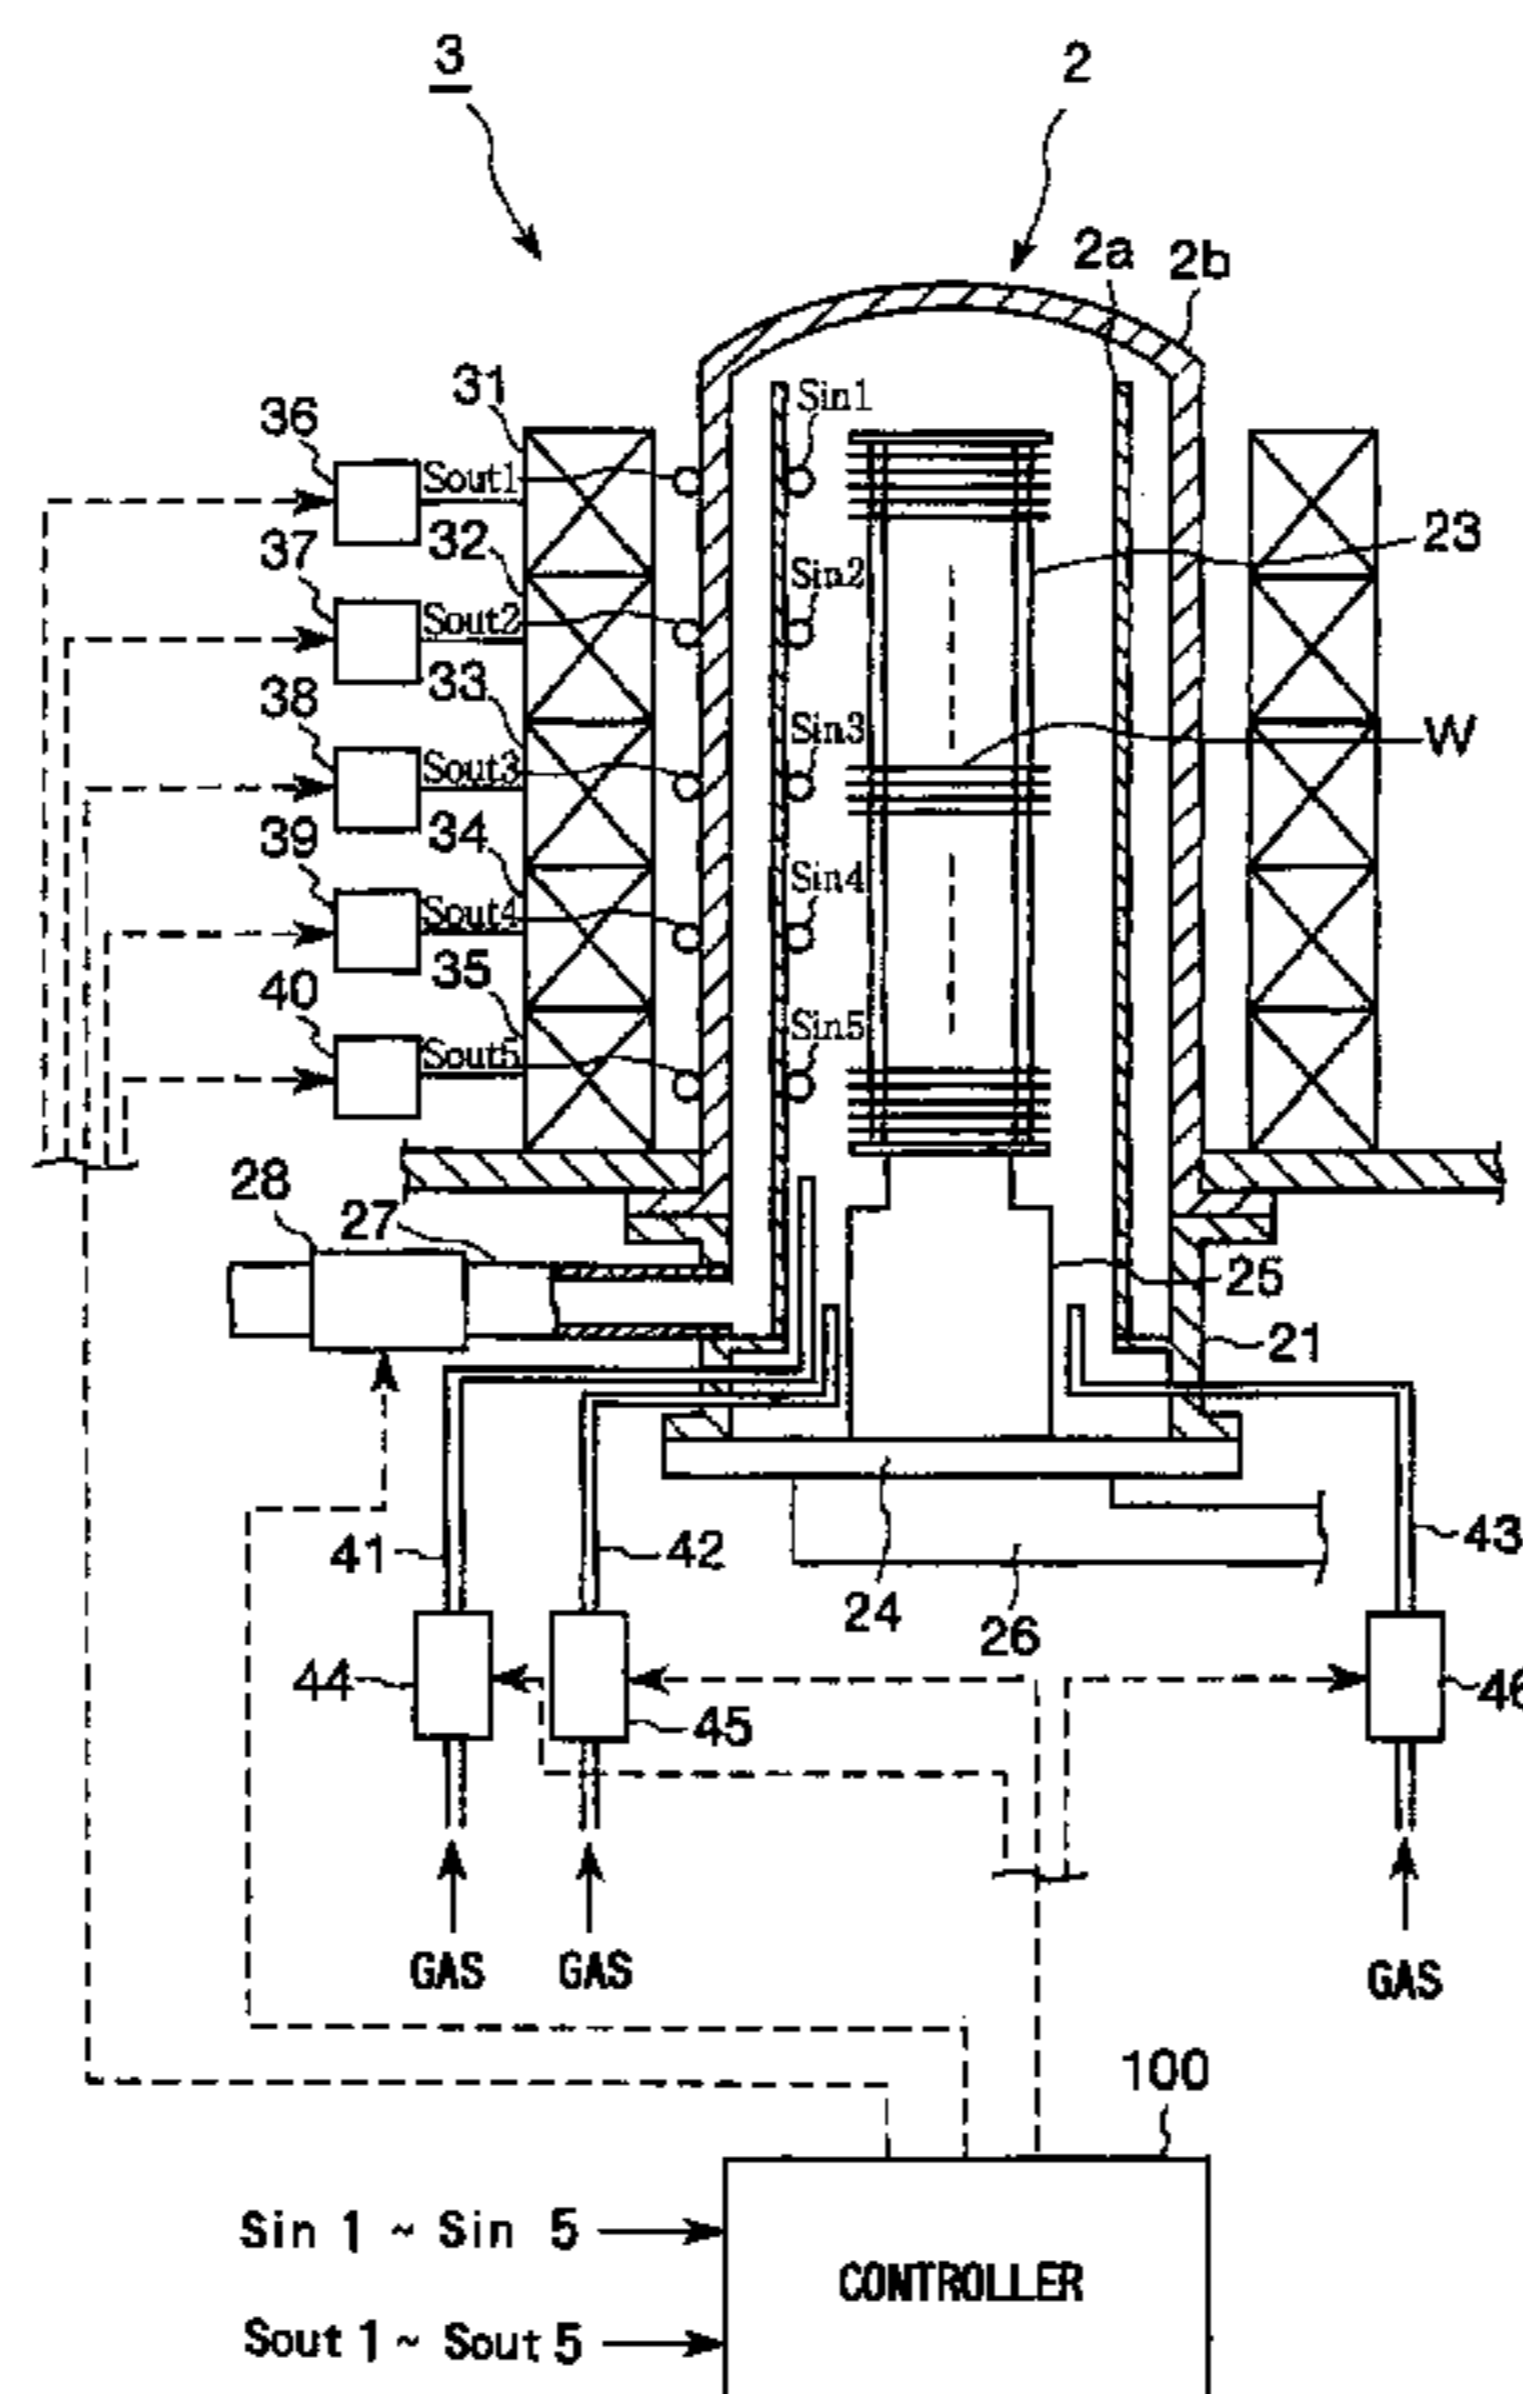 3
2
2a
2b
31
Sin1
36
Sout1
32
23
37
Sin2
Sout2
33
38
Sin3
W
Sout3
34
39
Sin4
Sout4
35
40
Sin5
Sout5
28
27
25
21
41
42
43
24
26
44
45
46
GAS
GAS
GAS
100
Sin 1 ~ Sin 5
CONTROLLER
Sout 1 ~ Sout 5